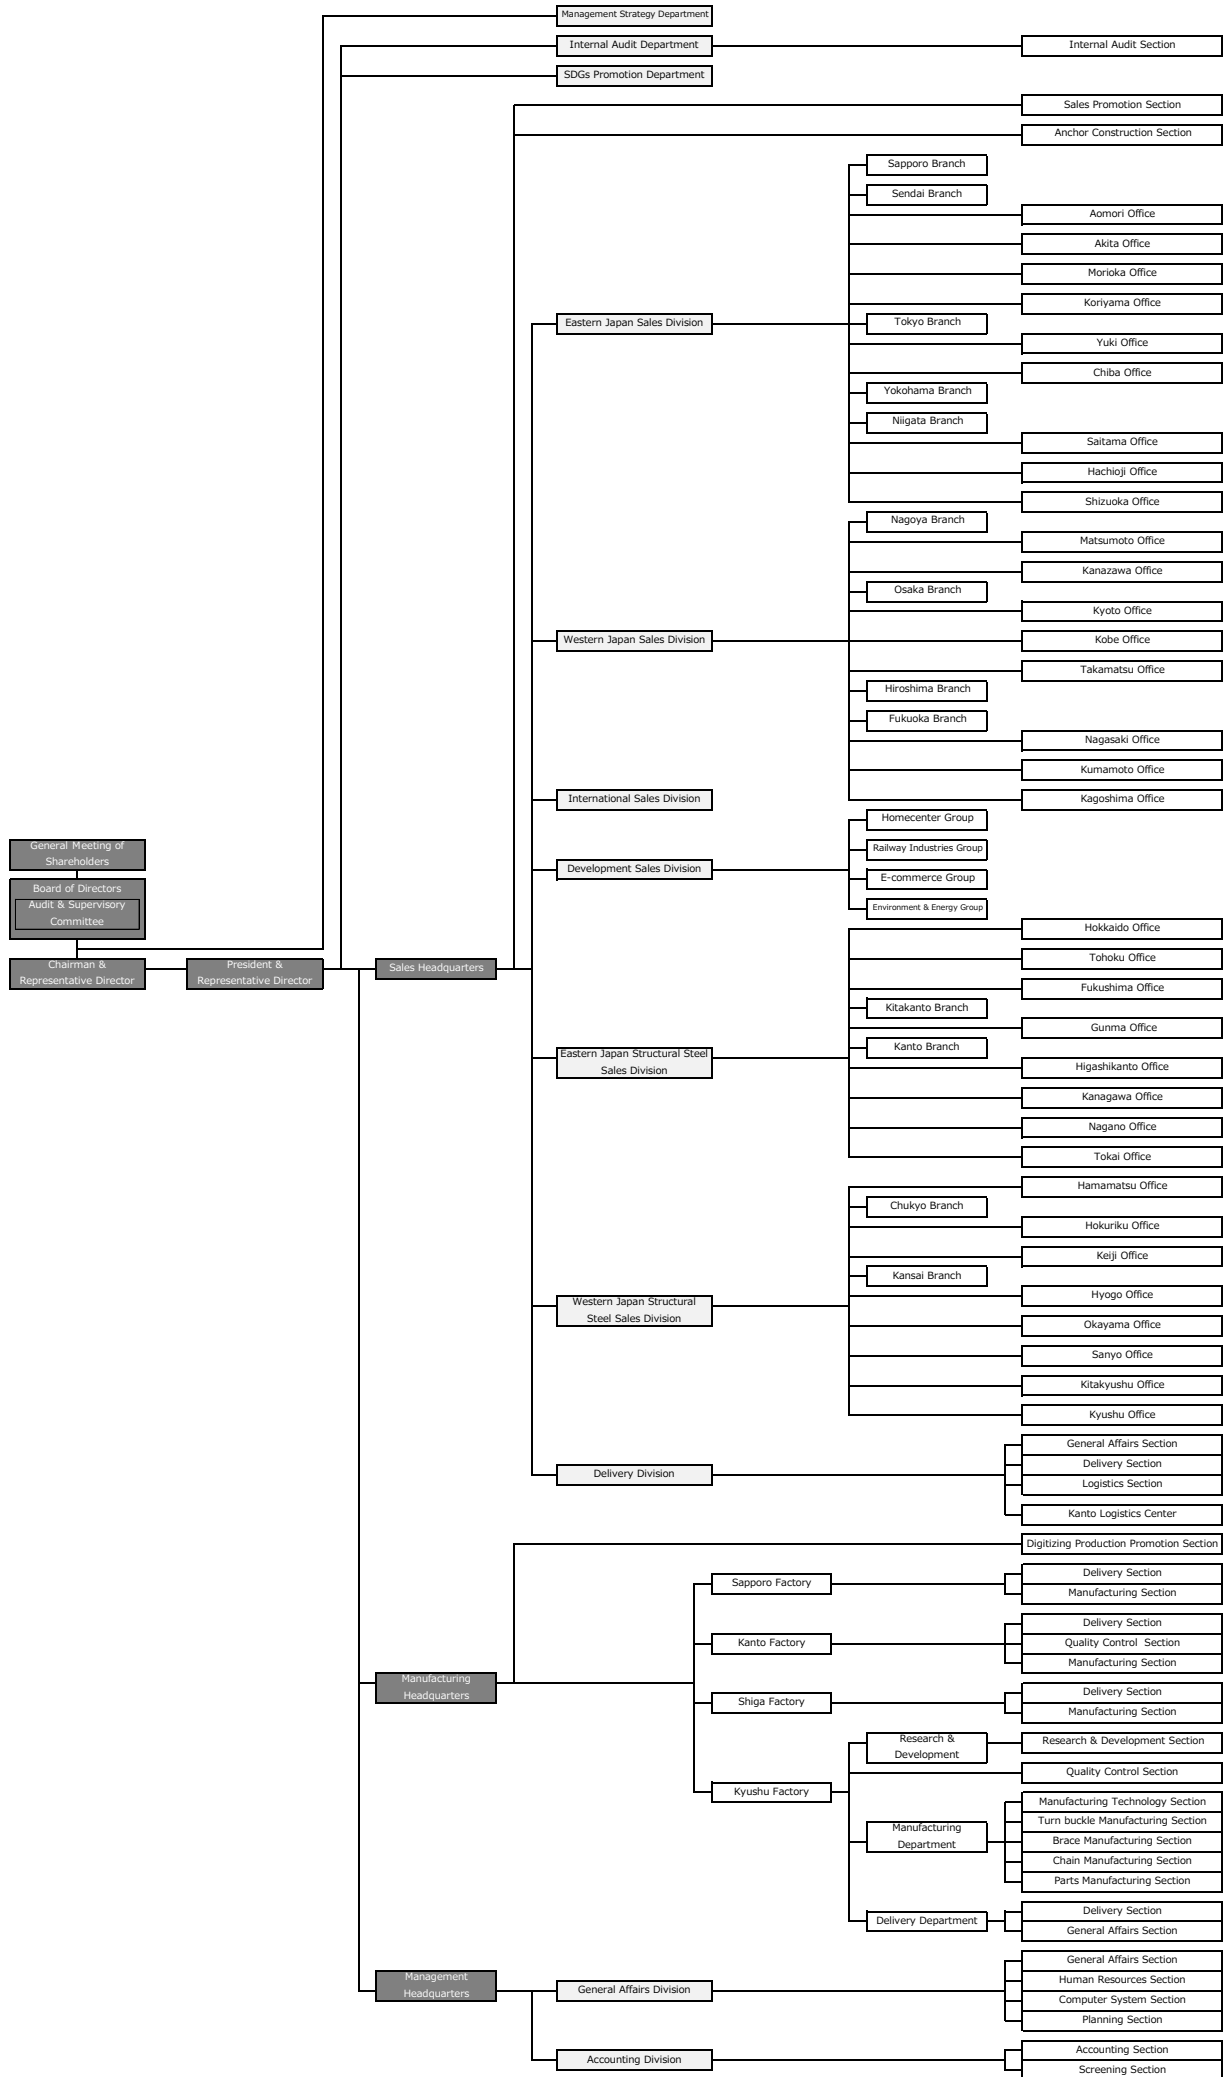 Management Strategy Department
Internal Audit Department
Internal Audit Section
SDGs Promotion Department
Sales Promotion Section
Anchor Construction Section
Sapporo Branch
Sendai Branch
Aomori Office
Akita Office
Morioka Office
Koriyama Office
Eastern Japan Sales Division
Tokyo Branch
Yuki Office
Chiba Office
Yokohama Branch
Niigata Branch
Saitama Office
Hachioji Office
Shizuoka Office
Nagoya Branch
Matsumoto Office
Kanazawa Office
Osaka Branch
Kyoto Office
Western Japan Sales Division
Kobe Office
Takamatsu Office
Hiroshima Branch
Fukuoka Branch
Nagasaki Office
Kumamoto Office
International Sales Division
Kagoshima Office
Homecenter Group
General Meeting of
Shareholders
Railway Industries Group
Development Sales Division
E-commerce Group
Board of Directors
Audit & Supervisory
Committee
Environment & Energy Group
Hokkaido Office
Tohoku Office
Chairman &
Representative Director
President &
Representative Director
Sales Headquarters
Fukushima Office
Kitakanto Branch
Gunma Office
Kanto Branch
Eastern Japan Structural Steel
Sales Division
Higashikanto Office
Kanagawa Office
Nagano Office
Tokai Office
Hamamatsu Office
Chukyo Branch
Hokuriku Office
Keiji Office
Kansai Branch
Hyogo Office
Western Japan Structural
Steel Sales Division
Okayama Office
Sanyo Office
Kitakyushu Office
Kyushu Office
General Affairs Section
Delivery Division
Delivery Section
Logistics Section
Kanto Logistics Center
Digitizing Production Promotion Section
Sapporo Factory
Delivery Section
Manufacturing Section
Kanto Factory
Delivery Section
Quality Control  Section
Manufacturing Section
Manufacturing
Headquarters
Shiga Factory
Delivery Section
Manufacturing Section
Research &
Development
Research & Development Section
Kyushu Factory
Quality Control Section
Manufacturing
Department
Manufacturing Technology Section
Turn buckle Manufacturing Section
Brace Manufacturing Section
Chain Manufacturing Section
Parts Manufacturing Section
Delivery Department
Delivery Section
General Affairs Section
Management
Headquarters
General Affairs Division
General Affairs Section
Human Resources Section
Computer System Section
Planning Section
Accounting Division
Accounting Section
Screening Section